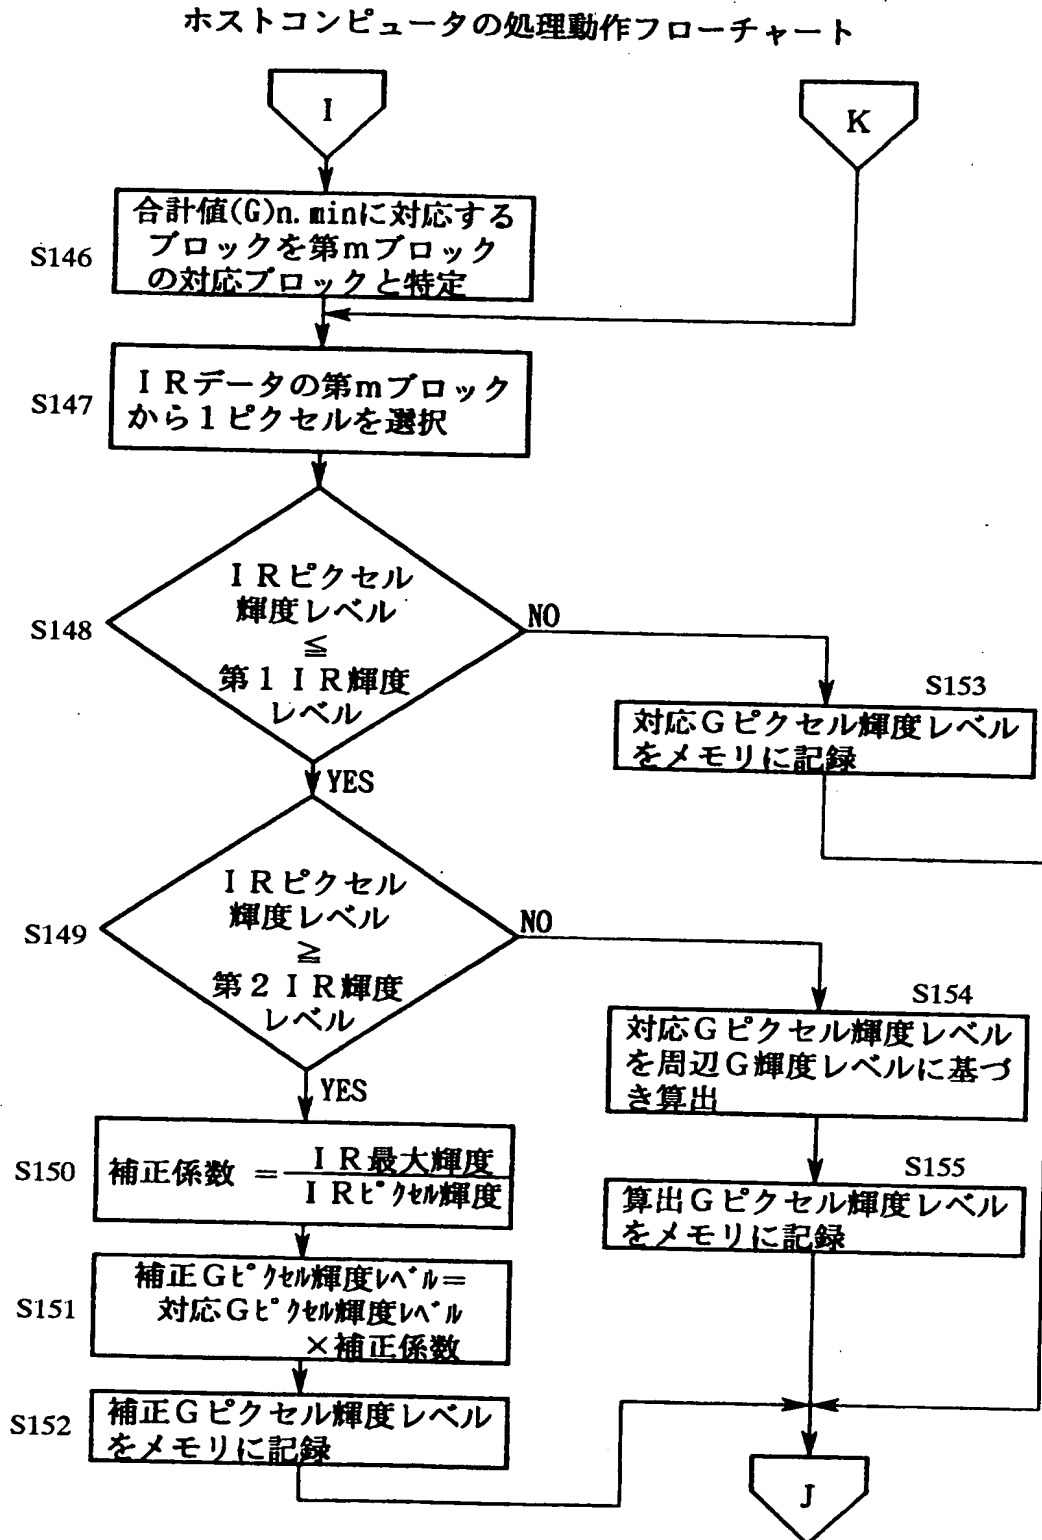 ホストコンピュータの処理動作フローチャート
I
K
S146
合計値(G)n.minに対応する
ブロックを第mブロック
の対応ブロックと特定
S147
ＩＲデータの第mブロック
から１ピクセルを選択
S148
ＩＲピクセル
輝度レベル
≦
第１ＩＲ輝度
レベル
NO
YES
S153
対応Ｇピクセル輝度レベル
をメモリに記録
S149
ＩＲピクセル
輝度レベル
≧
第２ＩＲ輝度
レベル
NO
YES
S154
対応Ｇピクセル輝度レベル
を周辺Ｇ輝度レベルに基づ
き算出
S150
補正係数 ＝
ＩＲ最大輝度
ＩＲﾋﾟｸｾﾙ輝度
S155
算出Ｇピクセル輝度レベル
をメモリに記録
S151
補正Ｇﾋﾟｸｾﾙ輝度ﾚﾍﾞﾙ＝
対応Ｇﾋﾟｸｾﾙ輝度ﾚﾍﾞﾙ
×補正係数
S152
補正Ｇピクセル輝度レベル
をメモリに記録
J